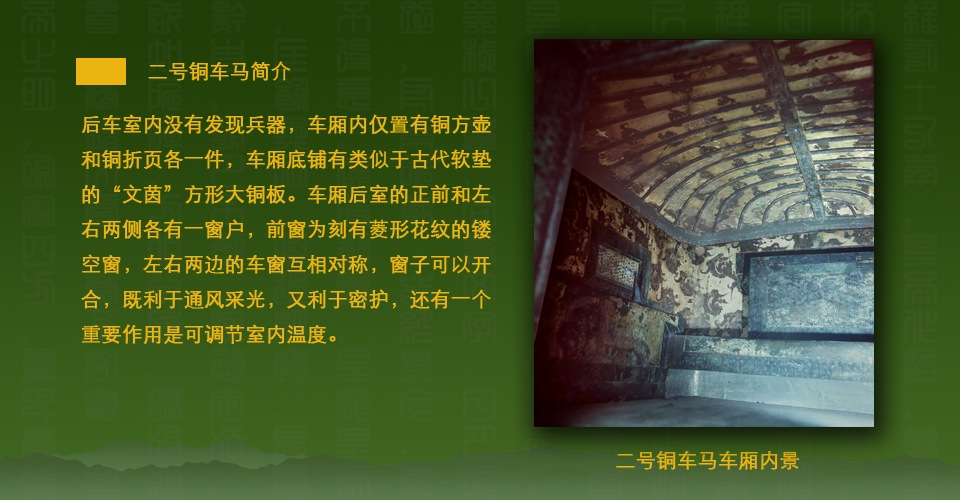 二号铜车马简介
后车室内没有发现兵器，车厢内仅置有铜方壶
和铜折页各一件，车厢底铺有类似于古代软垫
的“文茵”方形大铜板。车厢后室的正前和左
右两侧各有一窗户，前窗为刻有菱形花纹的镂
空窗，左右两边的车窗互相对称，窗子可以开
合，既利于通风采光，又利于密护，还有一个
重要作用是可调节室内温度。
二号铜车马车厢内景